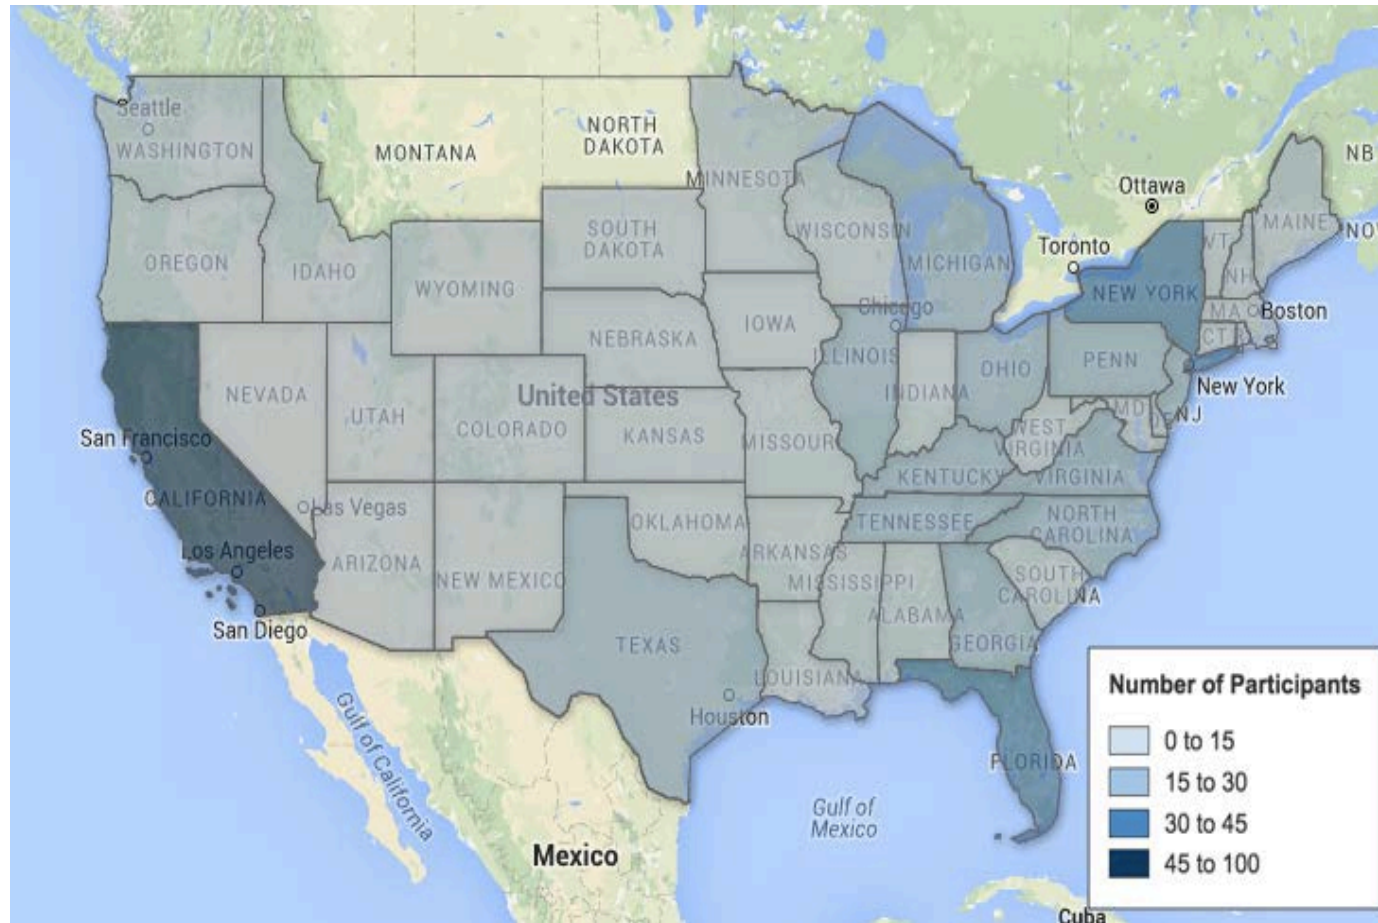 Seattle
WASHINGTON
MONTANA
NORTH
DAKOTA
MINNESOTA
OREGON
IDAHO
WYOMING
SOUTH
DAKOTA
WISCONSIN
MICHIGAN
Ottawa
Toronto
NB
MAINE
VT
NH
NEW YORK
MA
Boston
CT
NEVADA
UTAH
COLORADO
NEBRASKA
United States
KANSAS
IOWA
Chicago
ILLINOIS
INDIANA
OHIO
PENN
New York
NJ
MD
WEST
VIRGINIA
VIRGINIA
MISSOUR
KENTUCKY
San Francisco
CALIFORNIA
Las Vegas
Los Angeles
San Diego
ARIZONA
NEW MEXICO
OKLAHOMA
ARKANSAS
TENNESSEE
NORTH
CAROLINA
SOUTH
CAROLINA
MISSISSIPPI
ALABAMA
GEORGIA
TEXAS
LOUISIANA
Houston
FLORIDA
Gulf of California
Gulf of
Mexico
Mexico
Cuba
Number of Participants
0 to 15
15 to 30
30 to 45
45 to 100